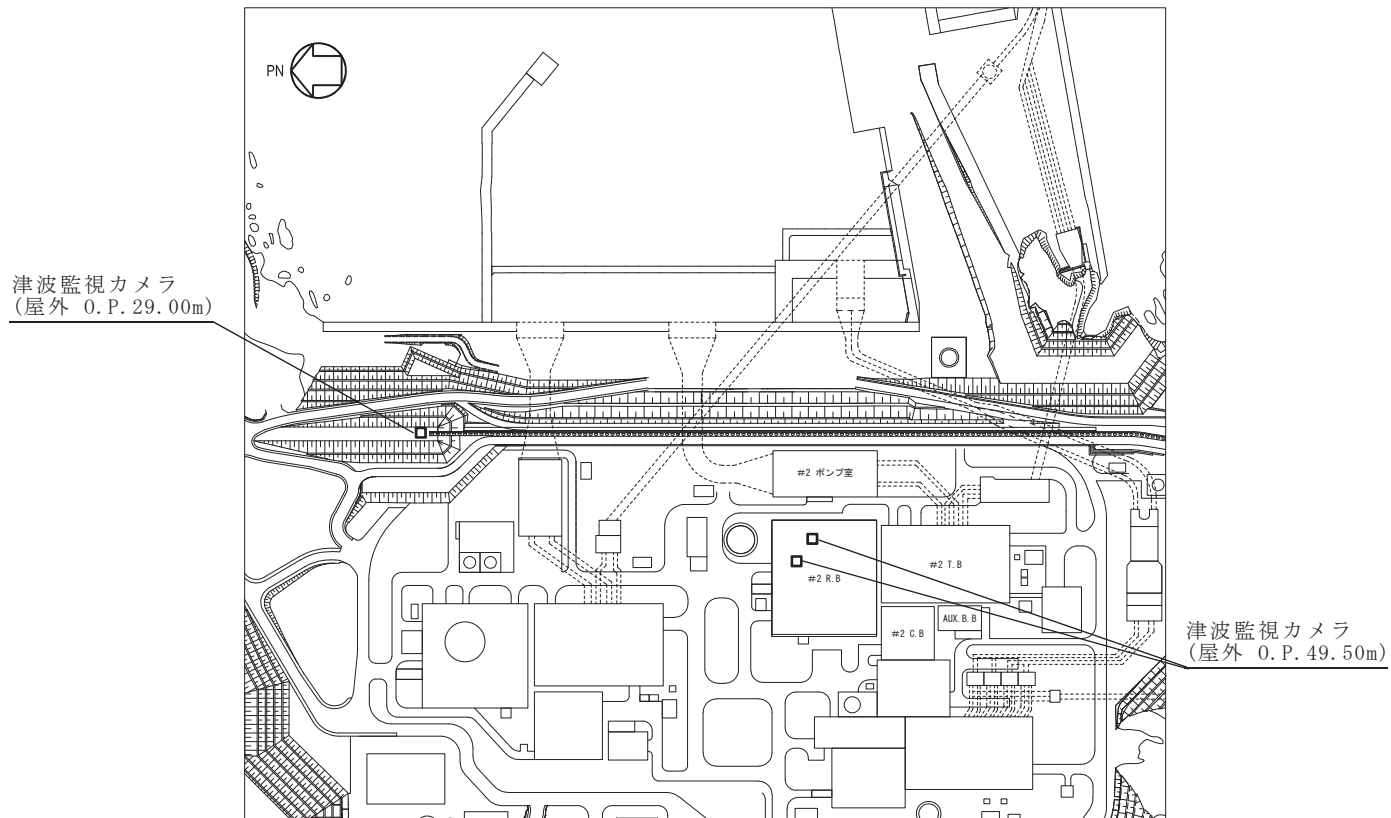 PN
津波監視カメラ
(屋外 O.P.29.00m)
#2 ポンプ室
#2 R.B
#2 T.B
AUX.B.B
#2 C.B
津波監視カメラ
(屋外 O.P.49.50m)